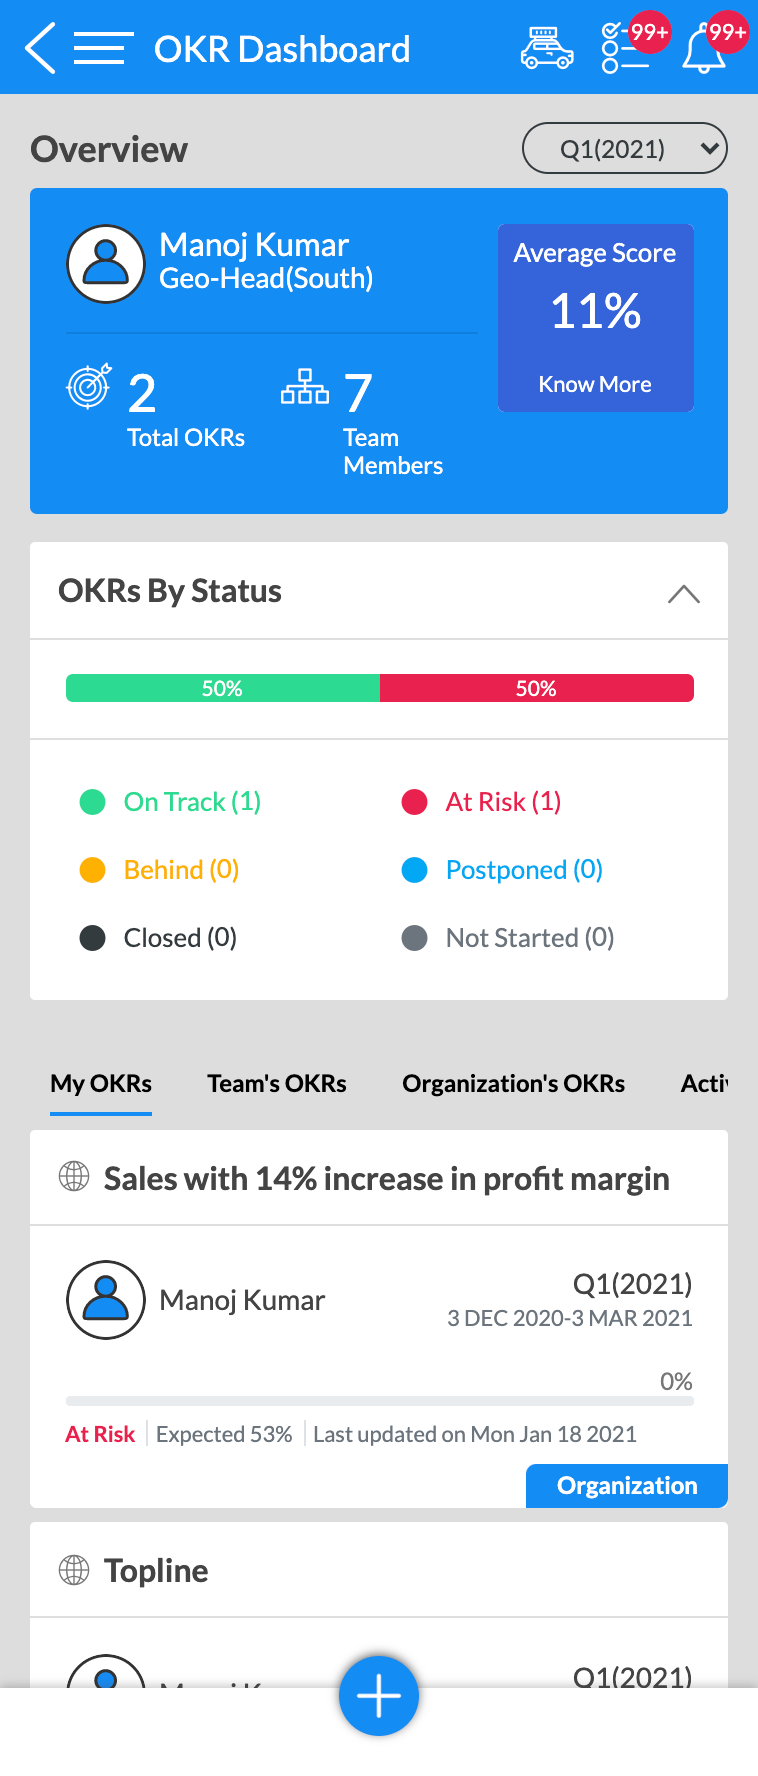 OKR Dashboard
99+
99+
Overview
Q1(2021)
Manoj Kumar
Geo-Head(South)
Average Score
11%
Know More
2
Total OKRs
7
Team
Members
OKRs By Status
50%
50%
On Track (1)
At Risk (1)
Behind (0)
Postponed (0)
Closed (0)
Not Started (0)
My OKRs
Team's OKRs
Organization's OKRs
Sales with 14% increase in profit margin
Manoj Kumar
Q1(2021)
3 DEC 2020-3 MAR 2021
0%
At Risk
Expected 53%
Last updated on Mon Jan 18 2021
Organization
Topline
Q1(2021)